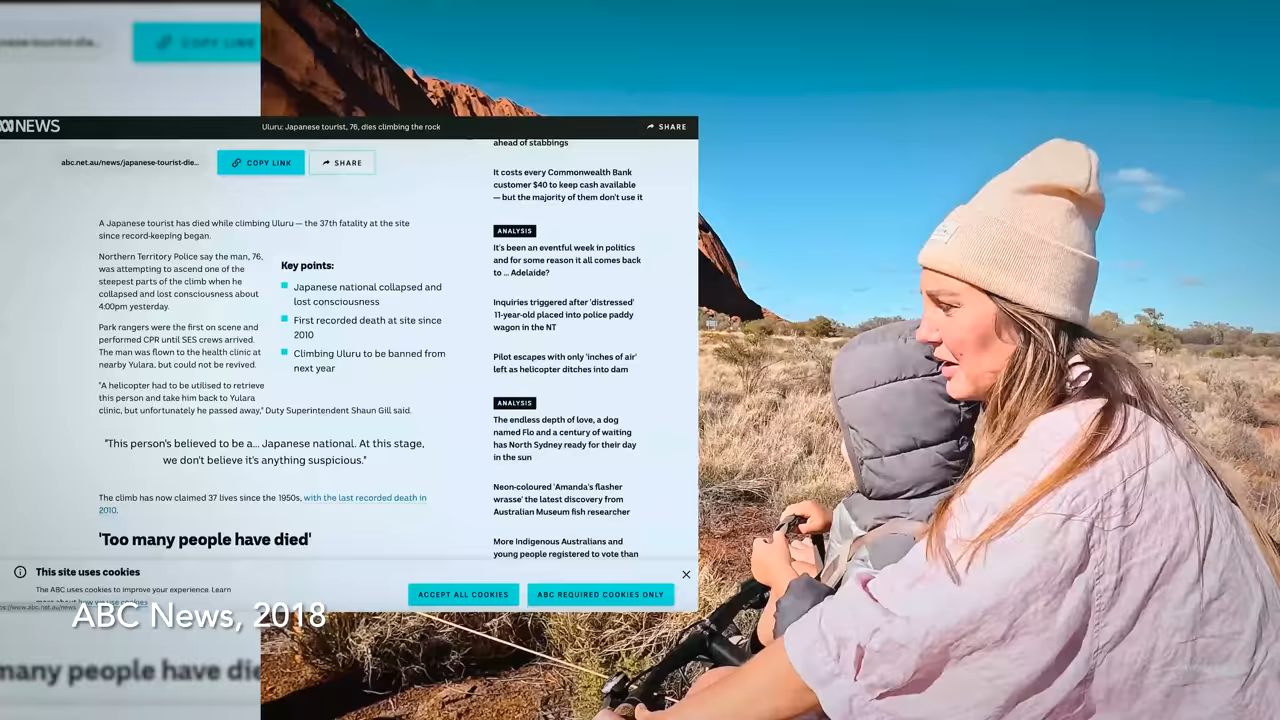 COPY LINK
NEWS
Uluru: Japanese tourist, 76, dies climbing the rock
SHARE
abc.net.au/news/japanese-tourist-die...
COPY LINK
SHARE
A Japanese tourist has died while climbing Uluru — the 37th fatality at the site
since record-keeping began.
Northern Territory Police say the man, 76,
was attempting to ascend one of the
steepest parts of the climb when he
collapsed and lost consciousness about
4:00pm yesterday.
Park rangers were the first on scene and
performed CPR until SES crews arrived.
The man was flown to the health clinic at
nearby Yulara, but could not be revived.
"A helicopter had to be utilised to retrieve
this person and take him back to Yulara
clinic, but unfortunately he passed away," Duty Superintendent Shaun Gill said.
Key points:
Japanese national collapsed and
lost consciousness
First recorded death at site since
2010
Climbing Uluru to be banned from
next year
"This person's believed to be a... Japanese national. At this stage,
we don't believe it's anything suspicious."
The climb has now claimed 37 lives since the 1950s, with the last recorded death in
2010.
'Too many people have died'
ahead of stabbings
It costs every Commonwealth Bank
customer $40 to keep cash available
— but the majority of them don't use it
ANALYSIS
It's been an eventful week in politics
and for some reason it all comes back
to ... Adelaide?
Inquiries triggered after 'distressed'
11-year-old placed into police paddy
wagon in the NT
Pilot escapes with only 'inches of air'
left as helicopter ditches into dam
ANALYSIS
The endless depth of love, a dog
named Flo and a century of waiting
has North Sydney ready for their day
in the sun
Neon-coloured 'Amanda's flasher
wrasse' the latest discovery from
Australian Museum fish researcher
More Indigenous Australians and
young people registered to vote than
This site uses cookies
The ABC uses cookies to improve your experience. Learn
more about how we use cookies
ACCEPT ALL COOKIES
ABC REQUIRED COOKIES ONLY
ABC News, 2018
many people have die